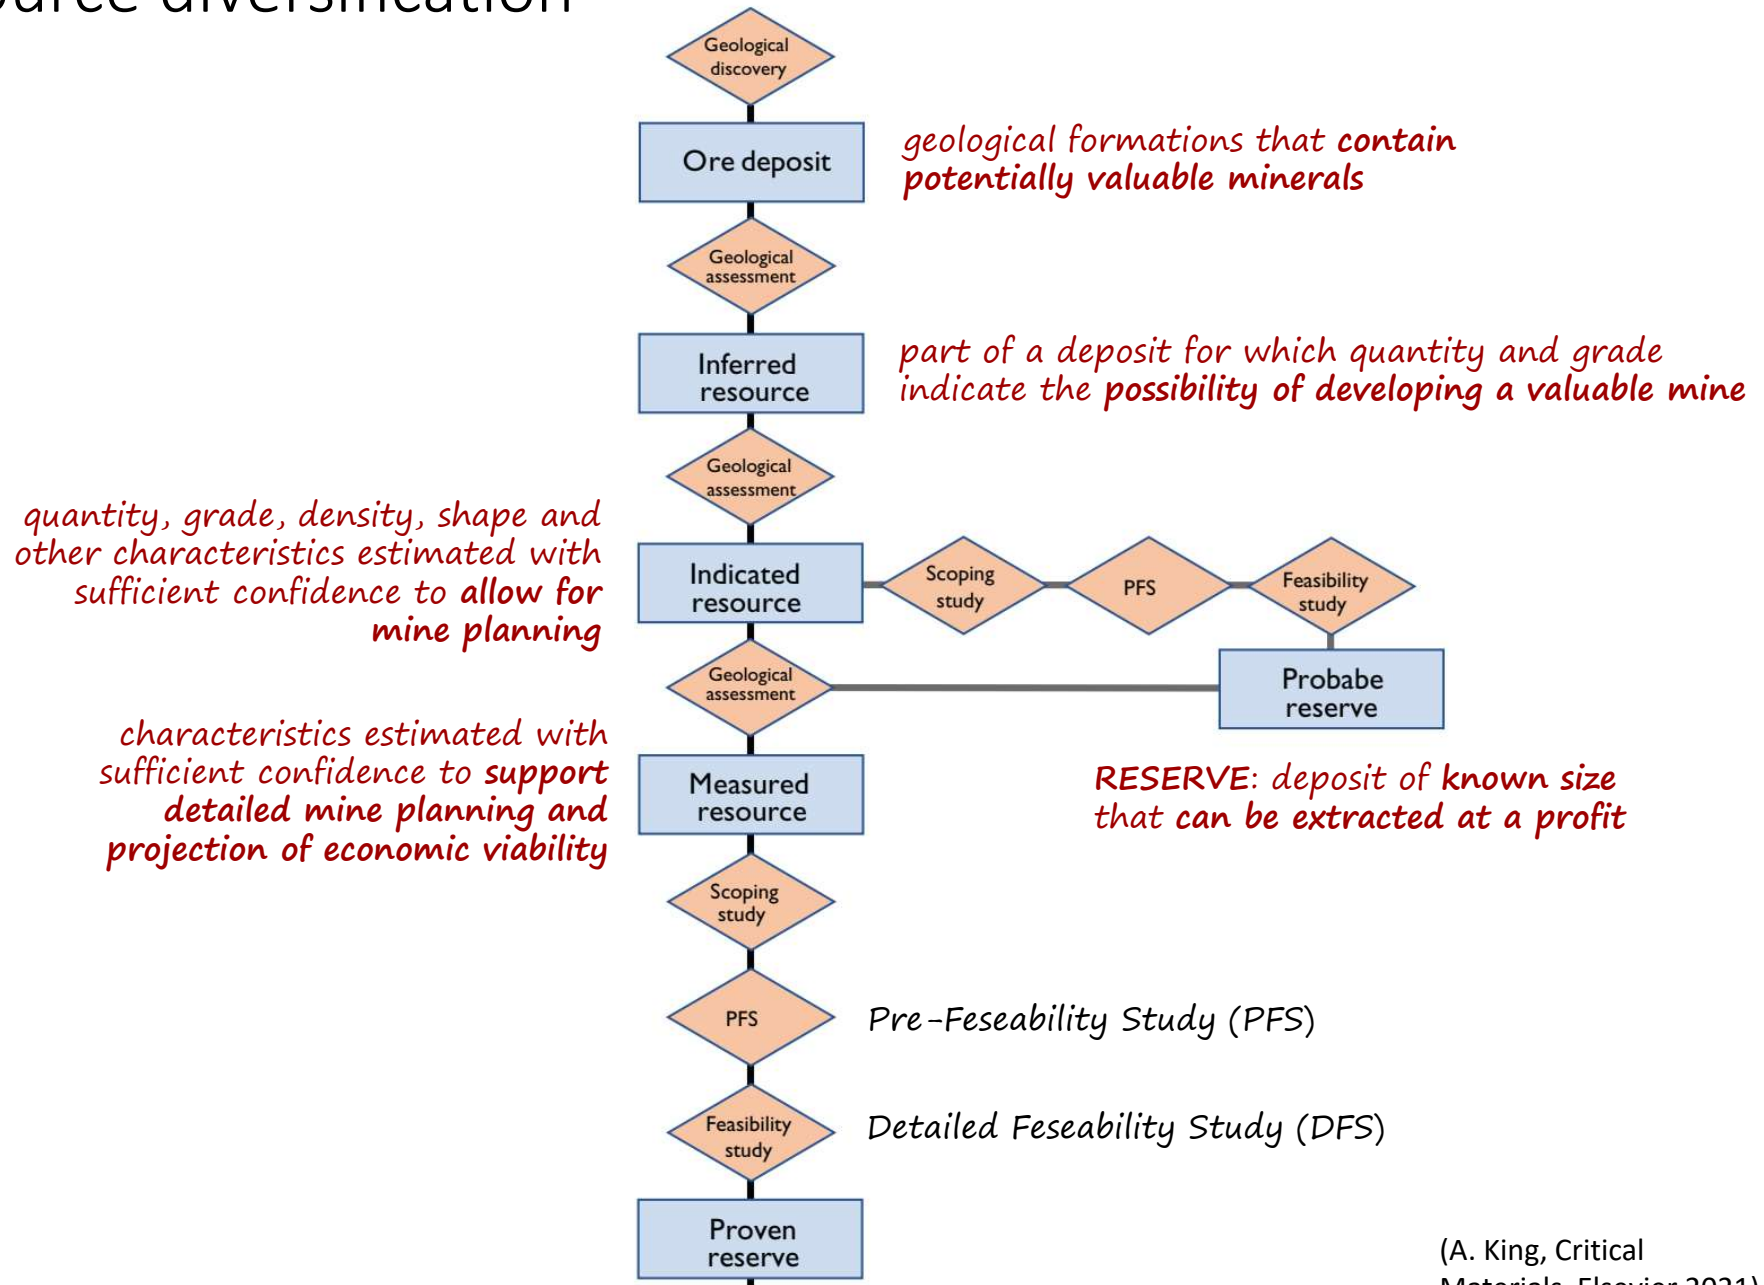 ource diversification
Geological
discovery
Ore deposit
geological formations that contain
potentially valuable minerals
Geological
assessment
Inferred
resource
part of a deposit for which quantity and grade
indicate the possibility of developing a valuable mine
Geological
assessment
quantity, grade, density, shape and
other characteristics estimated with
sufficient confidence to allow for
mine planning
Indicated
resource
Scoping
study
PFS
Feasibility
study
Geological
assessment
Probabe
reserve
characteristics estimated with
sufficient confidence to support
detailed mine planning and
projection of economic viability
Measured
resource
RESERVE: deposit of known size
that can be extracted at a profit
Scoping
study
PFS
Pre-Feseability Study (PFS)
Feasibility
study
Detailed Feseability Study (DFS)
Proven
reserve
(A. King, Critical
Materials, Elsevier 2021)